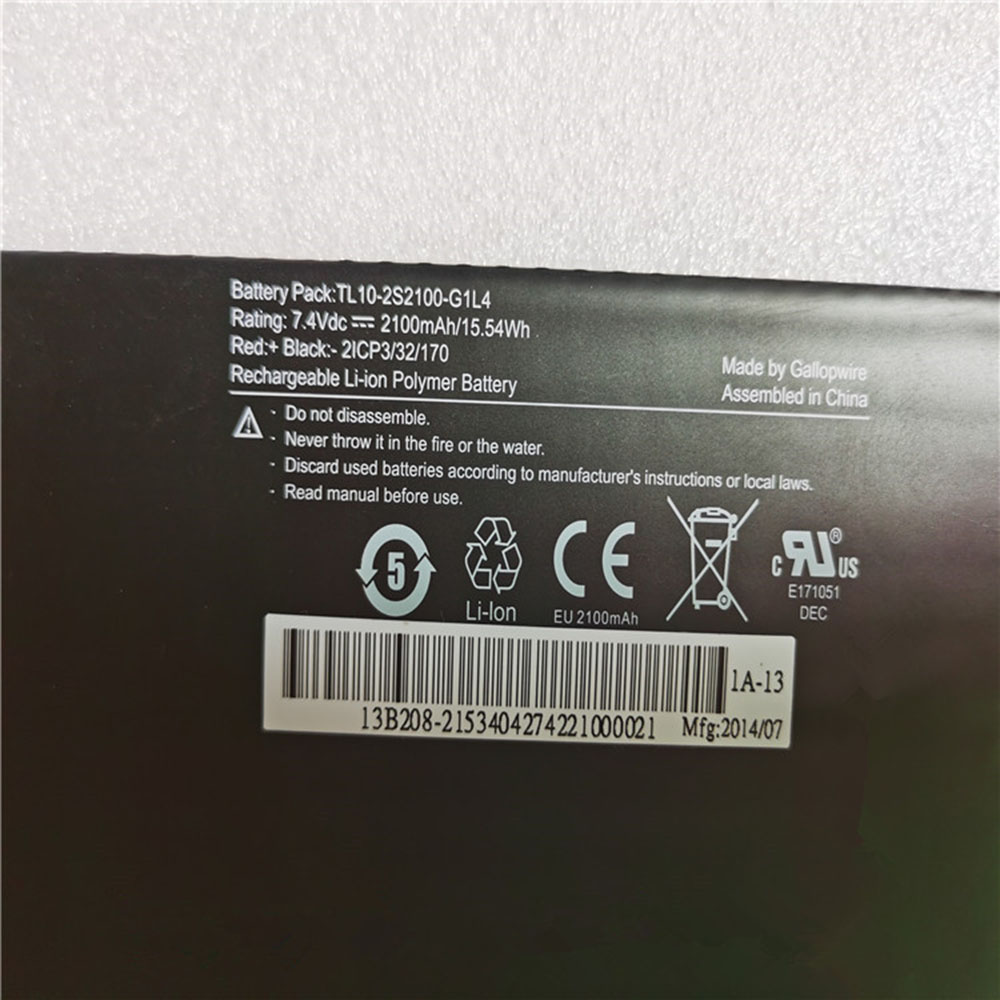 Battery Pack:TL10-2S2100-G1L4
Rating: 7.4Vdc ⎓ 2100mAh/15.54Wh
Red:+ Black:- 2ICP3/32/170
Rechargeable Li-ion Polymer Battery
Made by Gallopwire
Assembled in China
- Do not disassemble.
- Never throw it in the fire or the water.
- Discard used batteries according to manufacturer's instructions or local laws.
- Read manual before use.
5
Li-Ion
CE
EU 2100mAh
C RU ® US
E171051
DEC
1A-13
13B208-2153404274221000021 Mfg:2014/07